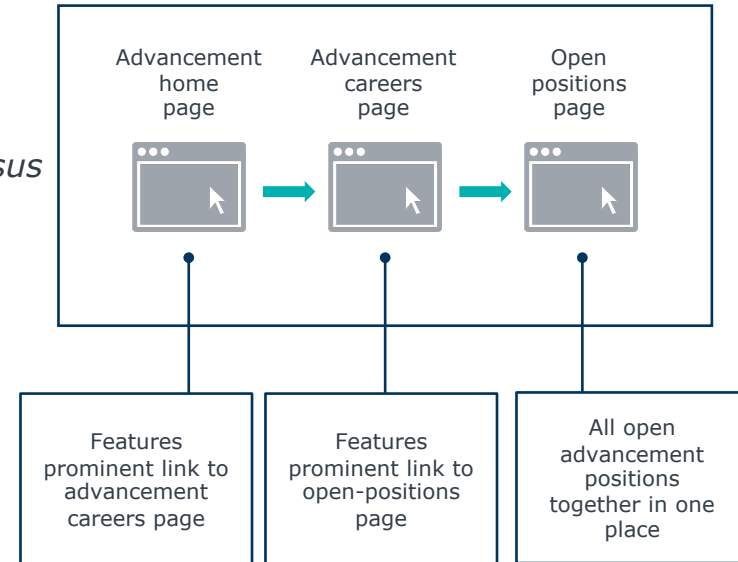 Advancement
home
page
Advancement
careers
page
Open
positions
page
Features
prominent link to
advancement
careers page
Features
prominent link to
open-positions
page
All open
advancement
positions
together in one
place